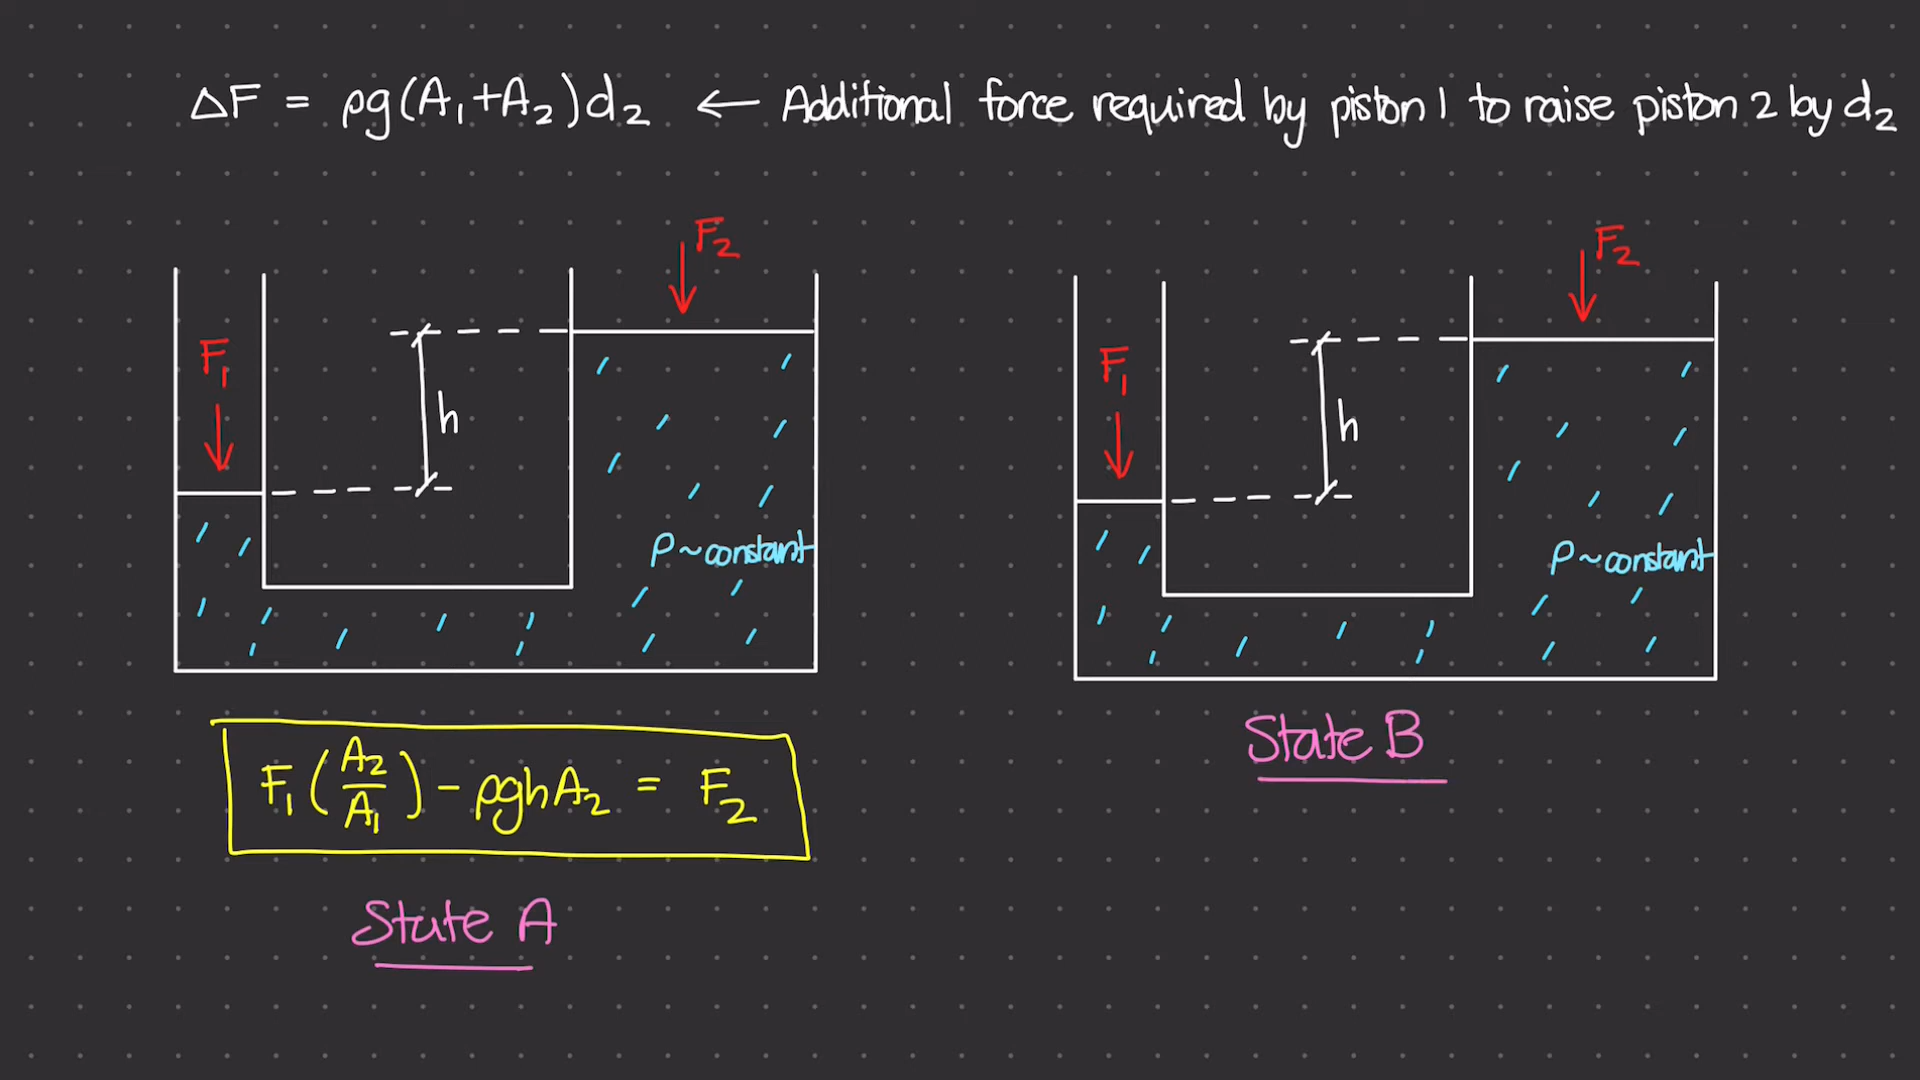 ΔF = ρg(A₁+A₂)d₂ ← Additional force required by piston 1 to raise piston 2 by d₂
F₂
F₁
h
ρ~constant
F₁(A₂/A₁) - ρghA₂ = F₂
State A
F₂
F₁
h
ρ~constant
State B